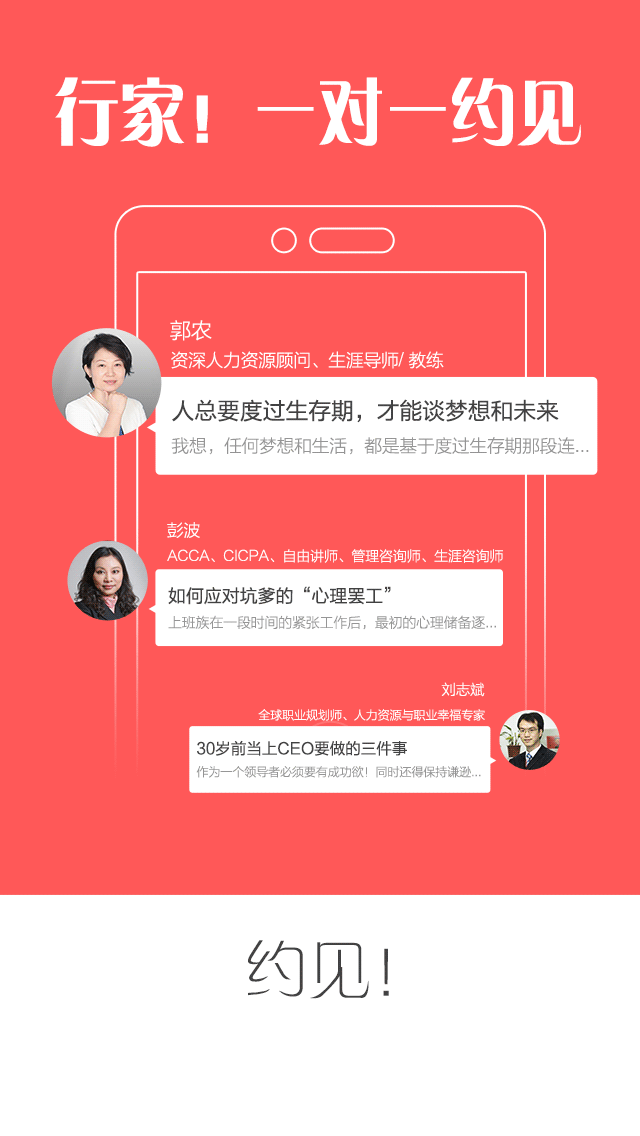 行家！一对一约见
郭农
资深人力资源顾问、生涯导师/ 教练
人总要度过生存期，才能谈梦想和未来
我想，任何梦想和生活，都是基于度过生存期那段连...
彭波
ACCA、CICPA、自由讲师、管理咨询师、生涯咨询师
如何应对坑爹的“心理罢工”
上班族在一段时间的紧张工作后，最初的心理储备逐...
刘志斌
全球职业规划师、人力资源与职业幸福专家
30岁前当上CEO要做的三件事
作为一个领导者必须要有成功欲！同时还得保持谦逊...
约见！